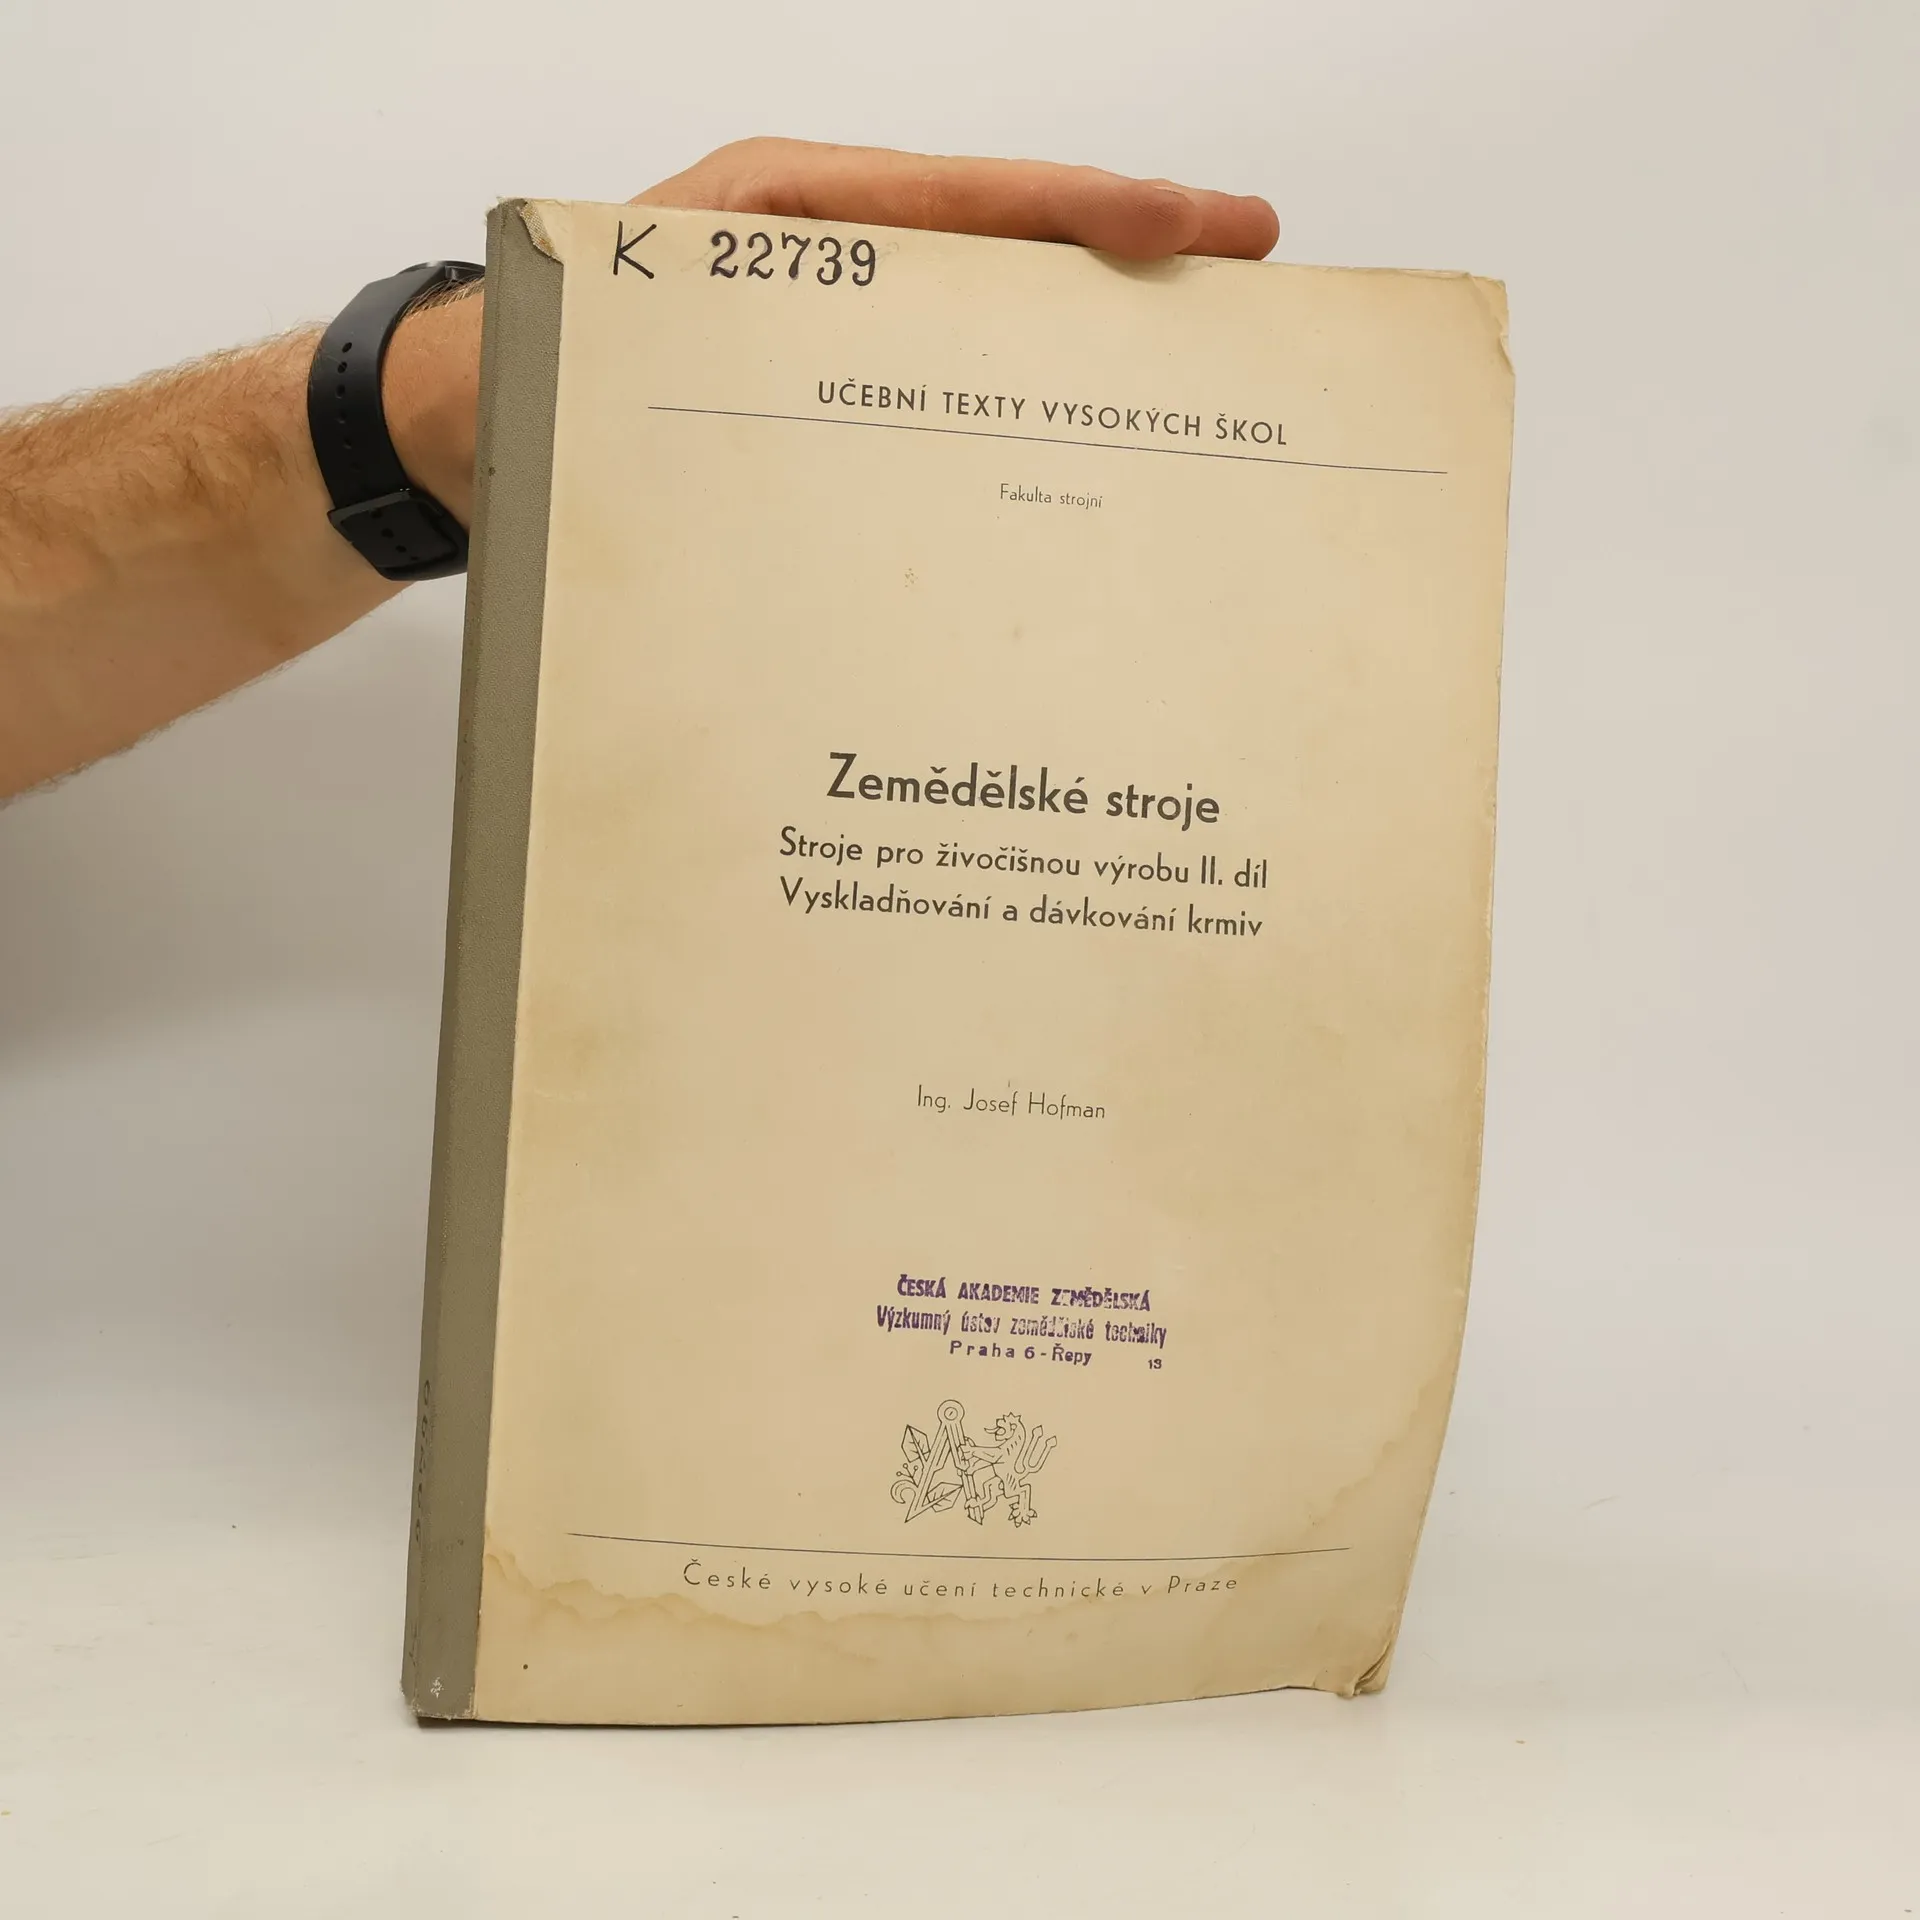 K 22739
UČEBNÍ TEXTY VYSOKÝCH ŠKOL
Fakulta strojní
Zemědělské stroje
Stroje pro živočišnou výrobu II. díl
Vyskladňování a dávkování krmiv
Ing. Josef Hofman
ČESKÁ AKADEMIE ZEMĚDĚLSKÁ
Výzkumný ústav zemědělské techniky
Praha 6 - Řepy 13
České vysoké učení technické v Praze